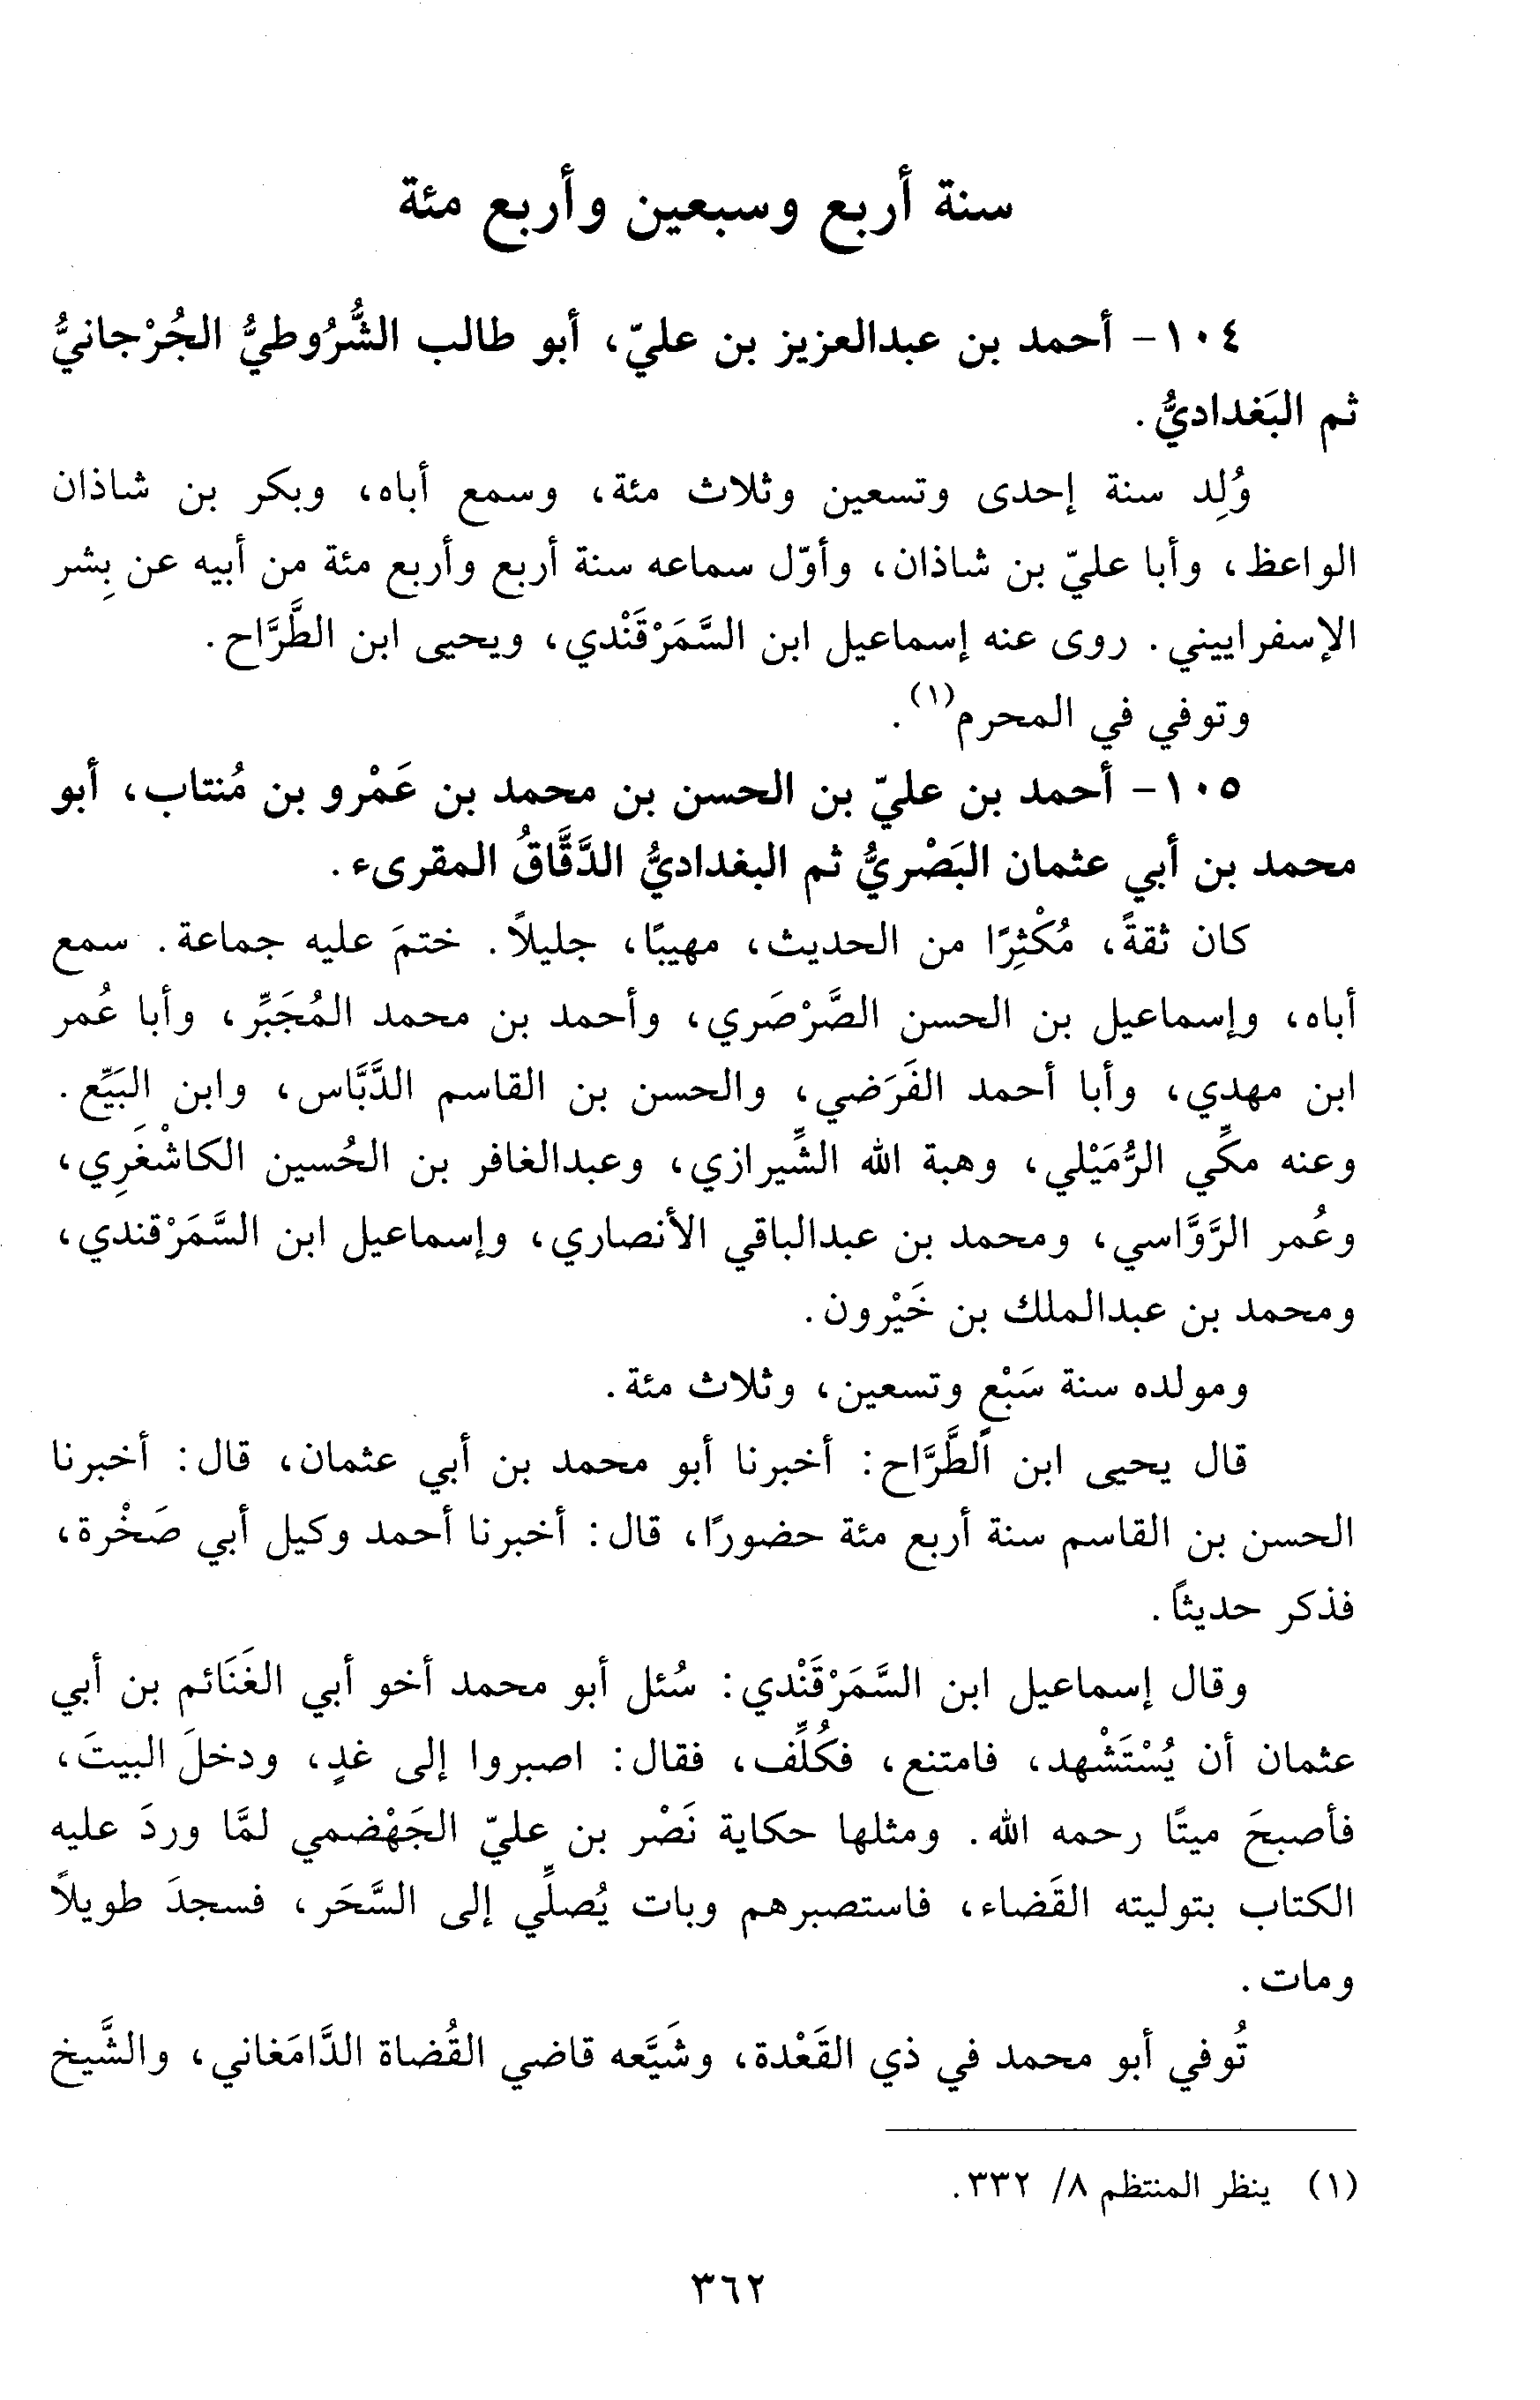 سنة أربع وسبعين وأربع مئة
١٠٤- أحمد بن عبدالعزيز بن عليّ، أبو طالب الشُّرُوطيُّ الجُرْجانيُّ
ثم البَغداديُّ.
وُلِد سنة إحدى وتسعين وثلاث مئة، وسمع أباه، وبكر بن شاذان
الواعظ، وأبا عليّ بن شاذان، وأوّل سماعه سنة أربع وأربع مئة من أبيه عن بِشر
الإسفراييني. روى عنه إسماعيل ابن السَّمَرْقَنْدي، ويحيى ابن الطَّرَّاح.
وتوفي في المحرم(١).
١٠٥- أحمد بن عليّ بن الحسن بن محمد بن عَمْرو بن مُنتاب، أبو
محمد بن أبي عثمان البَصْريُّ ثم البغداديُّ الدَّقَّاقُ المقرىء.
كان ثقةً، مُكْثِرًا من الحديث، مهيبًا، جليلاً. ختمَ عليه جماعة. سمع
أباه، وإسماعيل بن الحسن الصَّرْصَري، وأحمد بن محمد المُجَبِّر، وأبا عُمر
ابن مهدي، وأبا أحمد الفَرَضي، والحسن بن القاسم الدَّبَّاس، وابن البَيِّع.
وعنه مكِّي الرُّمَيْلي، وهبة الله الشِّيرازي، وعبدالغافر بن الحُسين الكاشْغَرِي،
وعُمر الرَّوَّاسي، ومحمد بن عبدالباقي الأنصاري، وإسماعيل ابن السَّمَرْقندي،
ومحمد بن عبدالملك بن خَيْرون.
ومولده سنة سَبْعٍ وتسعين، وثلاث مئة.
قال يحيى ابن الطَّرَّاح: أخبرنا أبو محمد بن أبي عثمان، قال: أخبرنا
الحسن بن القاسم سنة أربع مئة حضورًا، قال: أخبرنا أحمد وكيل أبي صَخْرة،
فذكر حديثاً.
وقال إسماعيل ابن السَّمَرْقَنْدي: سُئل أبو محمد أخو أبي الغَنَائم بن أبي
عثمان أن يُسْتَشْهد، فامتنع، فكُلِّف، فقال: اصبروا إلى غدٍ، ودخلَ البيتَ،
فأصبحَ ميتًا رحمه الله. ومثلها حكاية نَصْر بن عليّ الجَهْضمي لمَّا وردَ عليه
الكتاب بتوليته القَضاء، فاستصبرهم وبات يُصلِّي إلى السَّحَر، فسجدَ طويلاً
ومات.
تُوفي أبو محمد في ذي القَعْدة، وشَيَّعه قاضي القُضاة الدَّامَغاني، والشَّيخ
(١) ينظر المنتظم ٨/ ٣٣٢.
٣٦٢